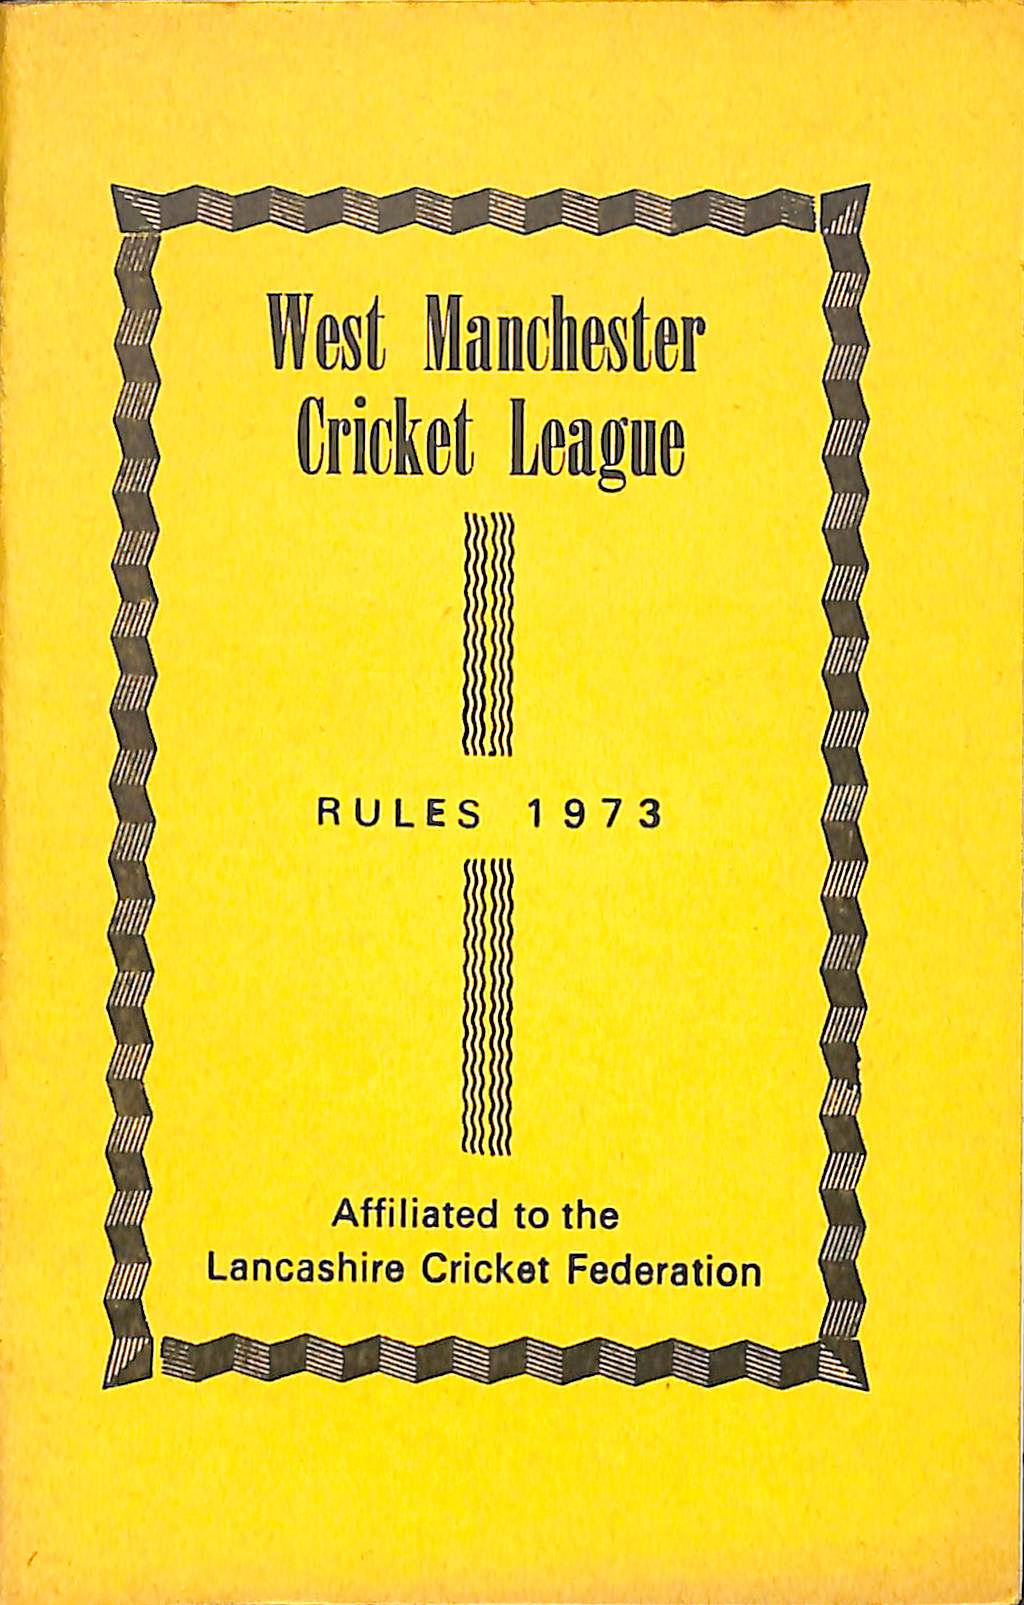 West Manchester
Cricket League
RULES 1973
Affiliated to the
Lancashire Cricket Federation